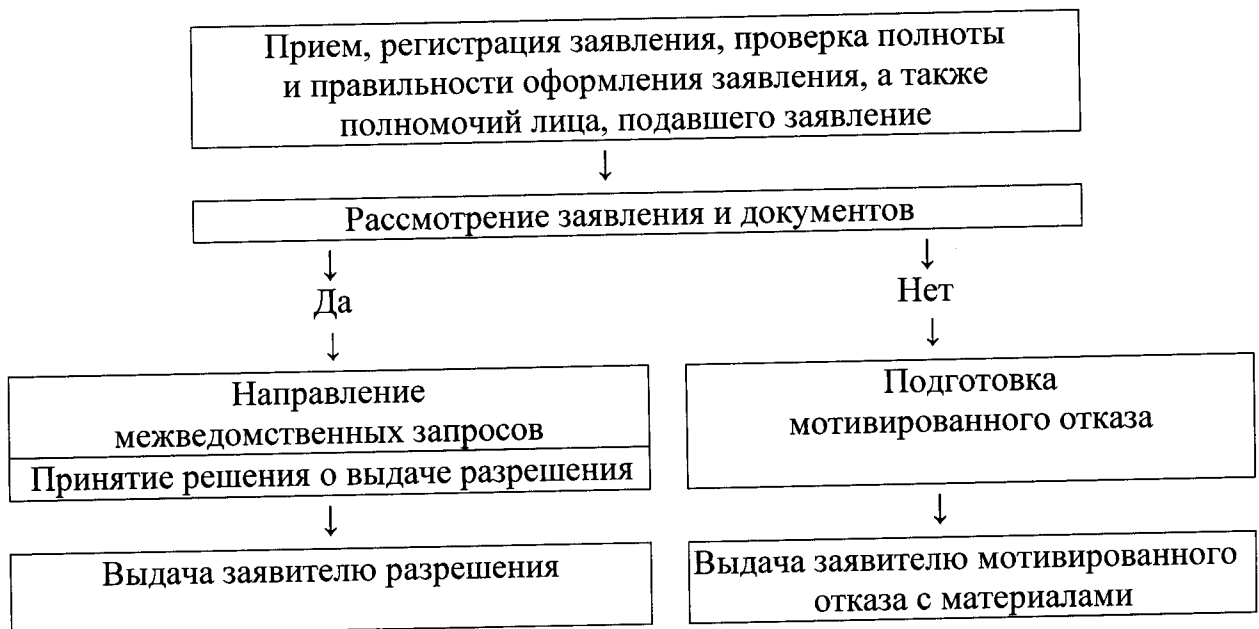 Прием, регистрация заявления, проверка полноты
и правильности оформления заявления, а также
полномочий лица, подавшего заявление
↓
Рассмотрение заявления и документов
↓ ↓
Да Нет
↓ ↓
Направление
межведомственных запросов
Принятие решения о выдаче разрешения
Подготовка
мотивированного отказа
↓ ↓
Выдача заявителю разрешения
Выдача заявителю мотивированного
отказа с материалами